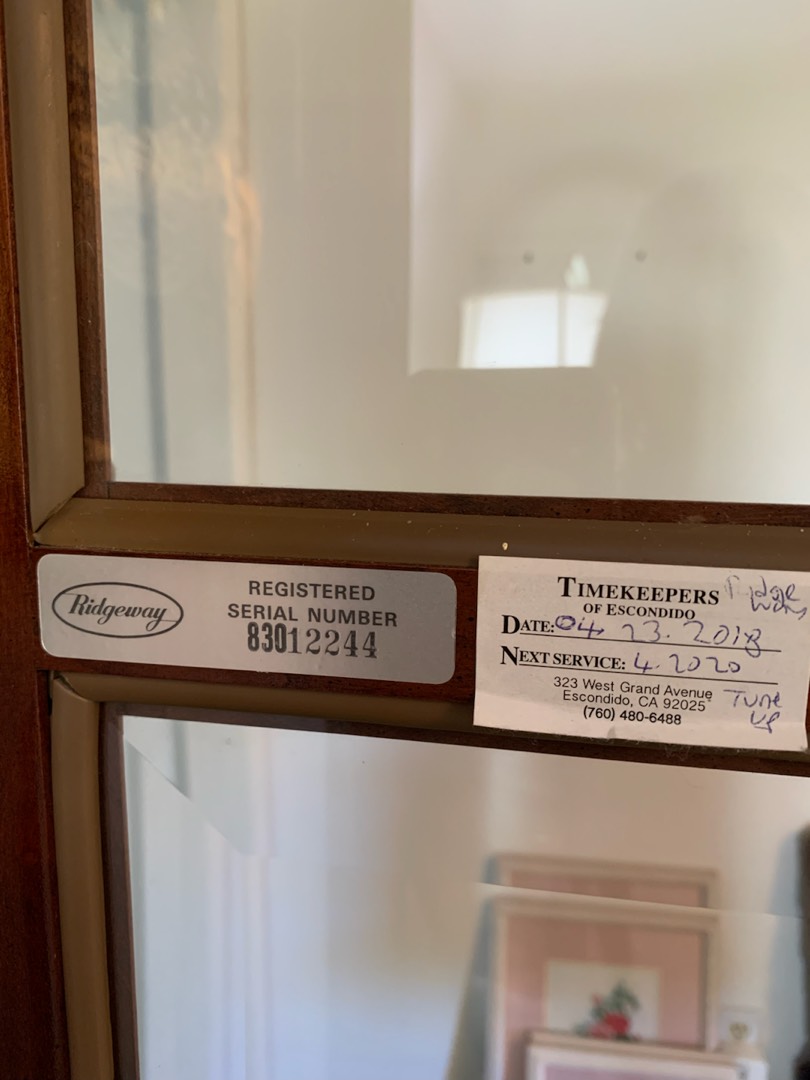 Ridgeway
REGISTERED
SERIAL NUMBER
83012244
TIMEKEEPERS
OF ESCONDIDO
DATE: 04 23. 2018
NEXT SERVICE: 4. 2020
323 West Grand Avenue
Escondido, CA 92025
(760) 480-6488
Tune
up